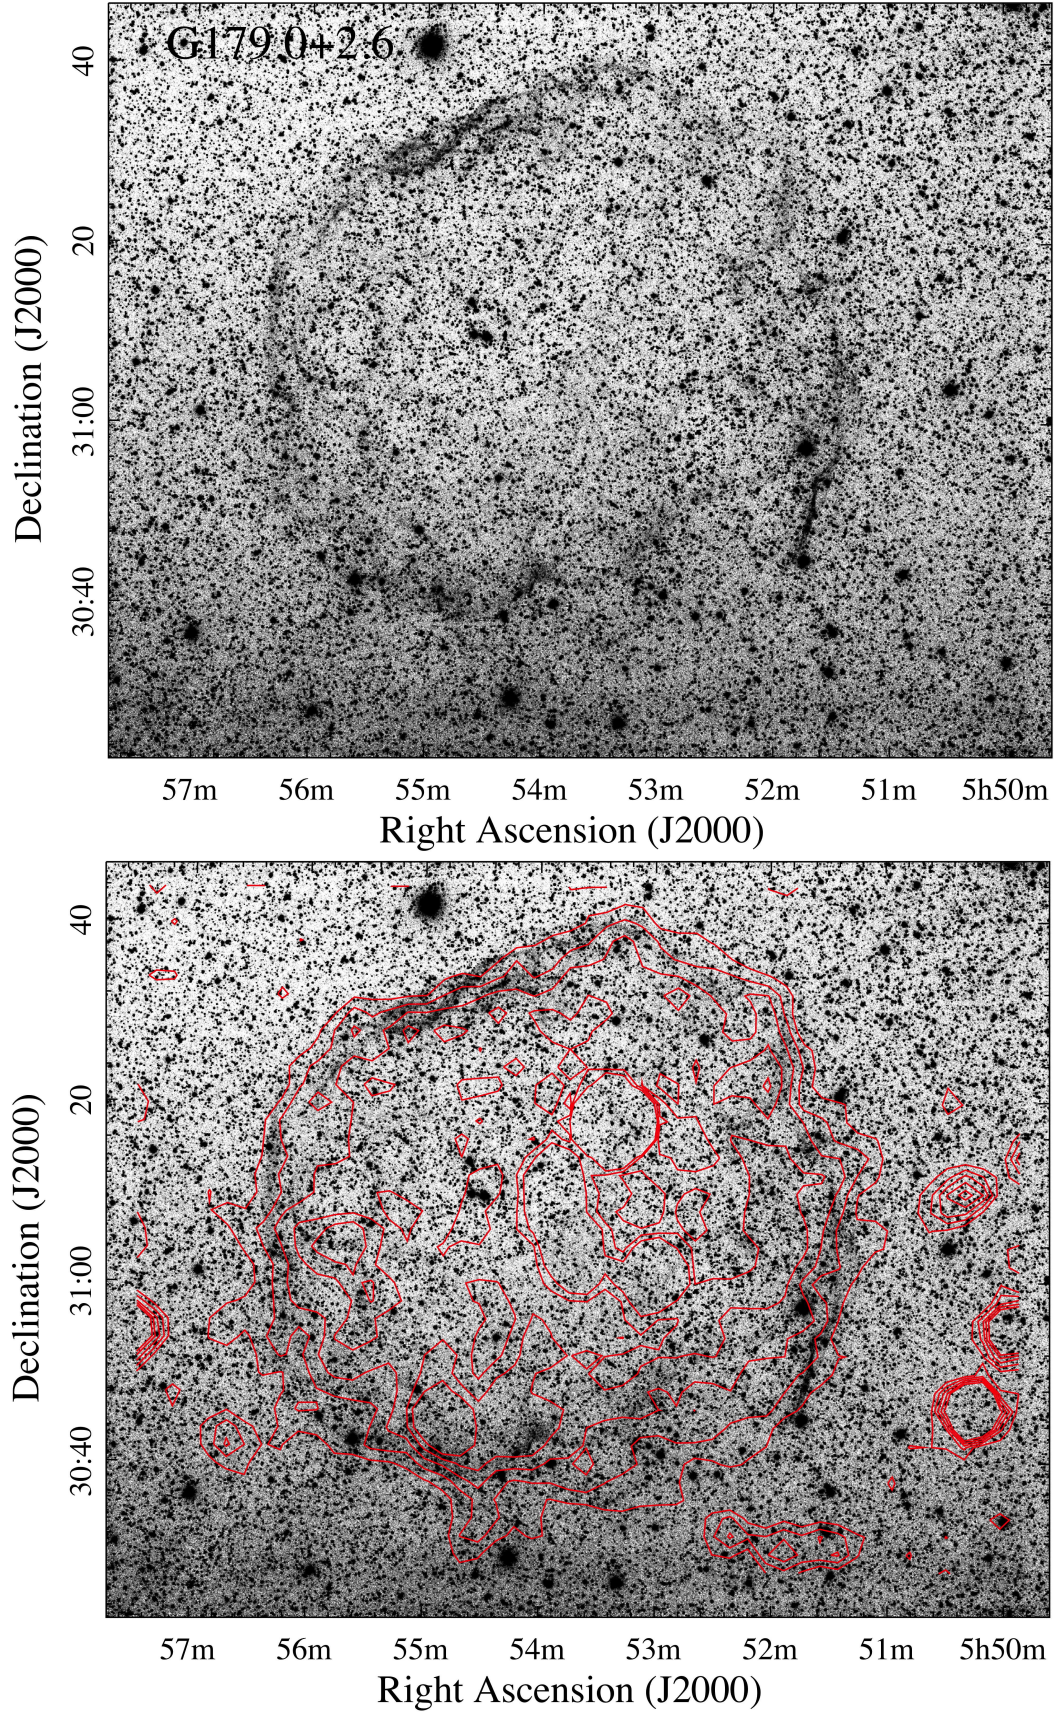 G179.0+2.6
40
20
31:00
30:40
Declination (J2000)
57m 56m 55m 54m 53m 52m 51m 5h50m
Right Ascension (J2000)
40
20
31:00
30:40
Declination (J2000)
57m 56m 55m 54m 53m 52m 51m 5h50m
Right Ascension (J2000)